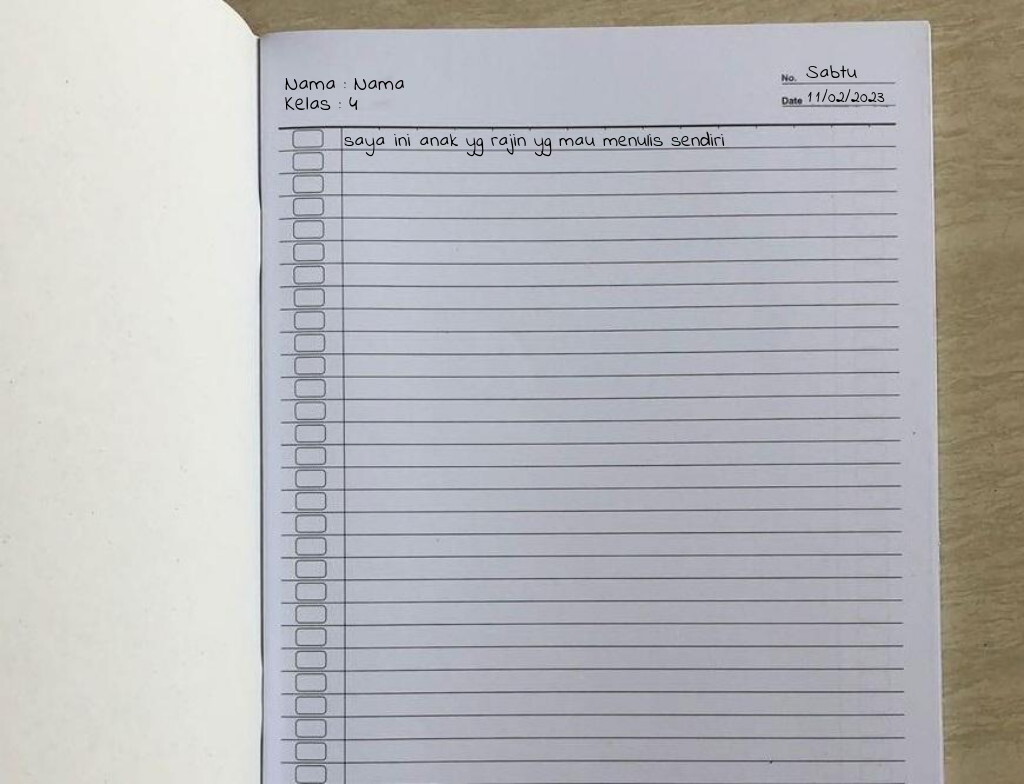 Nama : Nama
Kelas : 4
No. Sabtu
Date 11/02/2023
saya ini anak yg rajin yg mau menulis sendiri